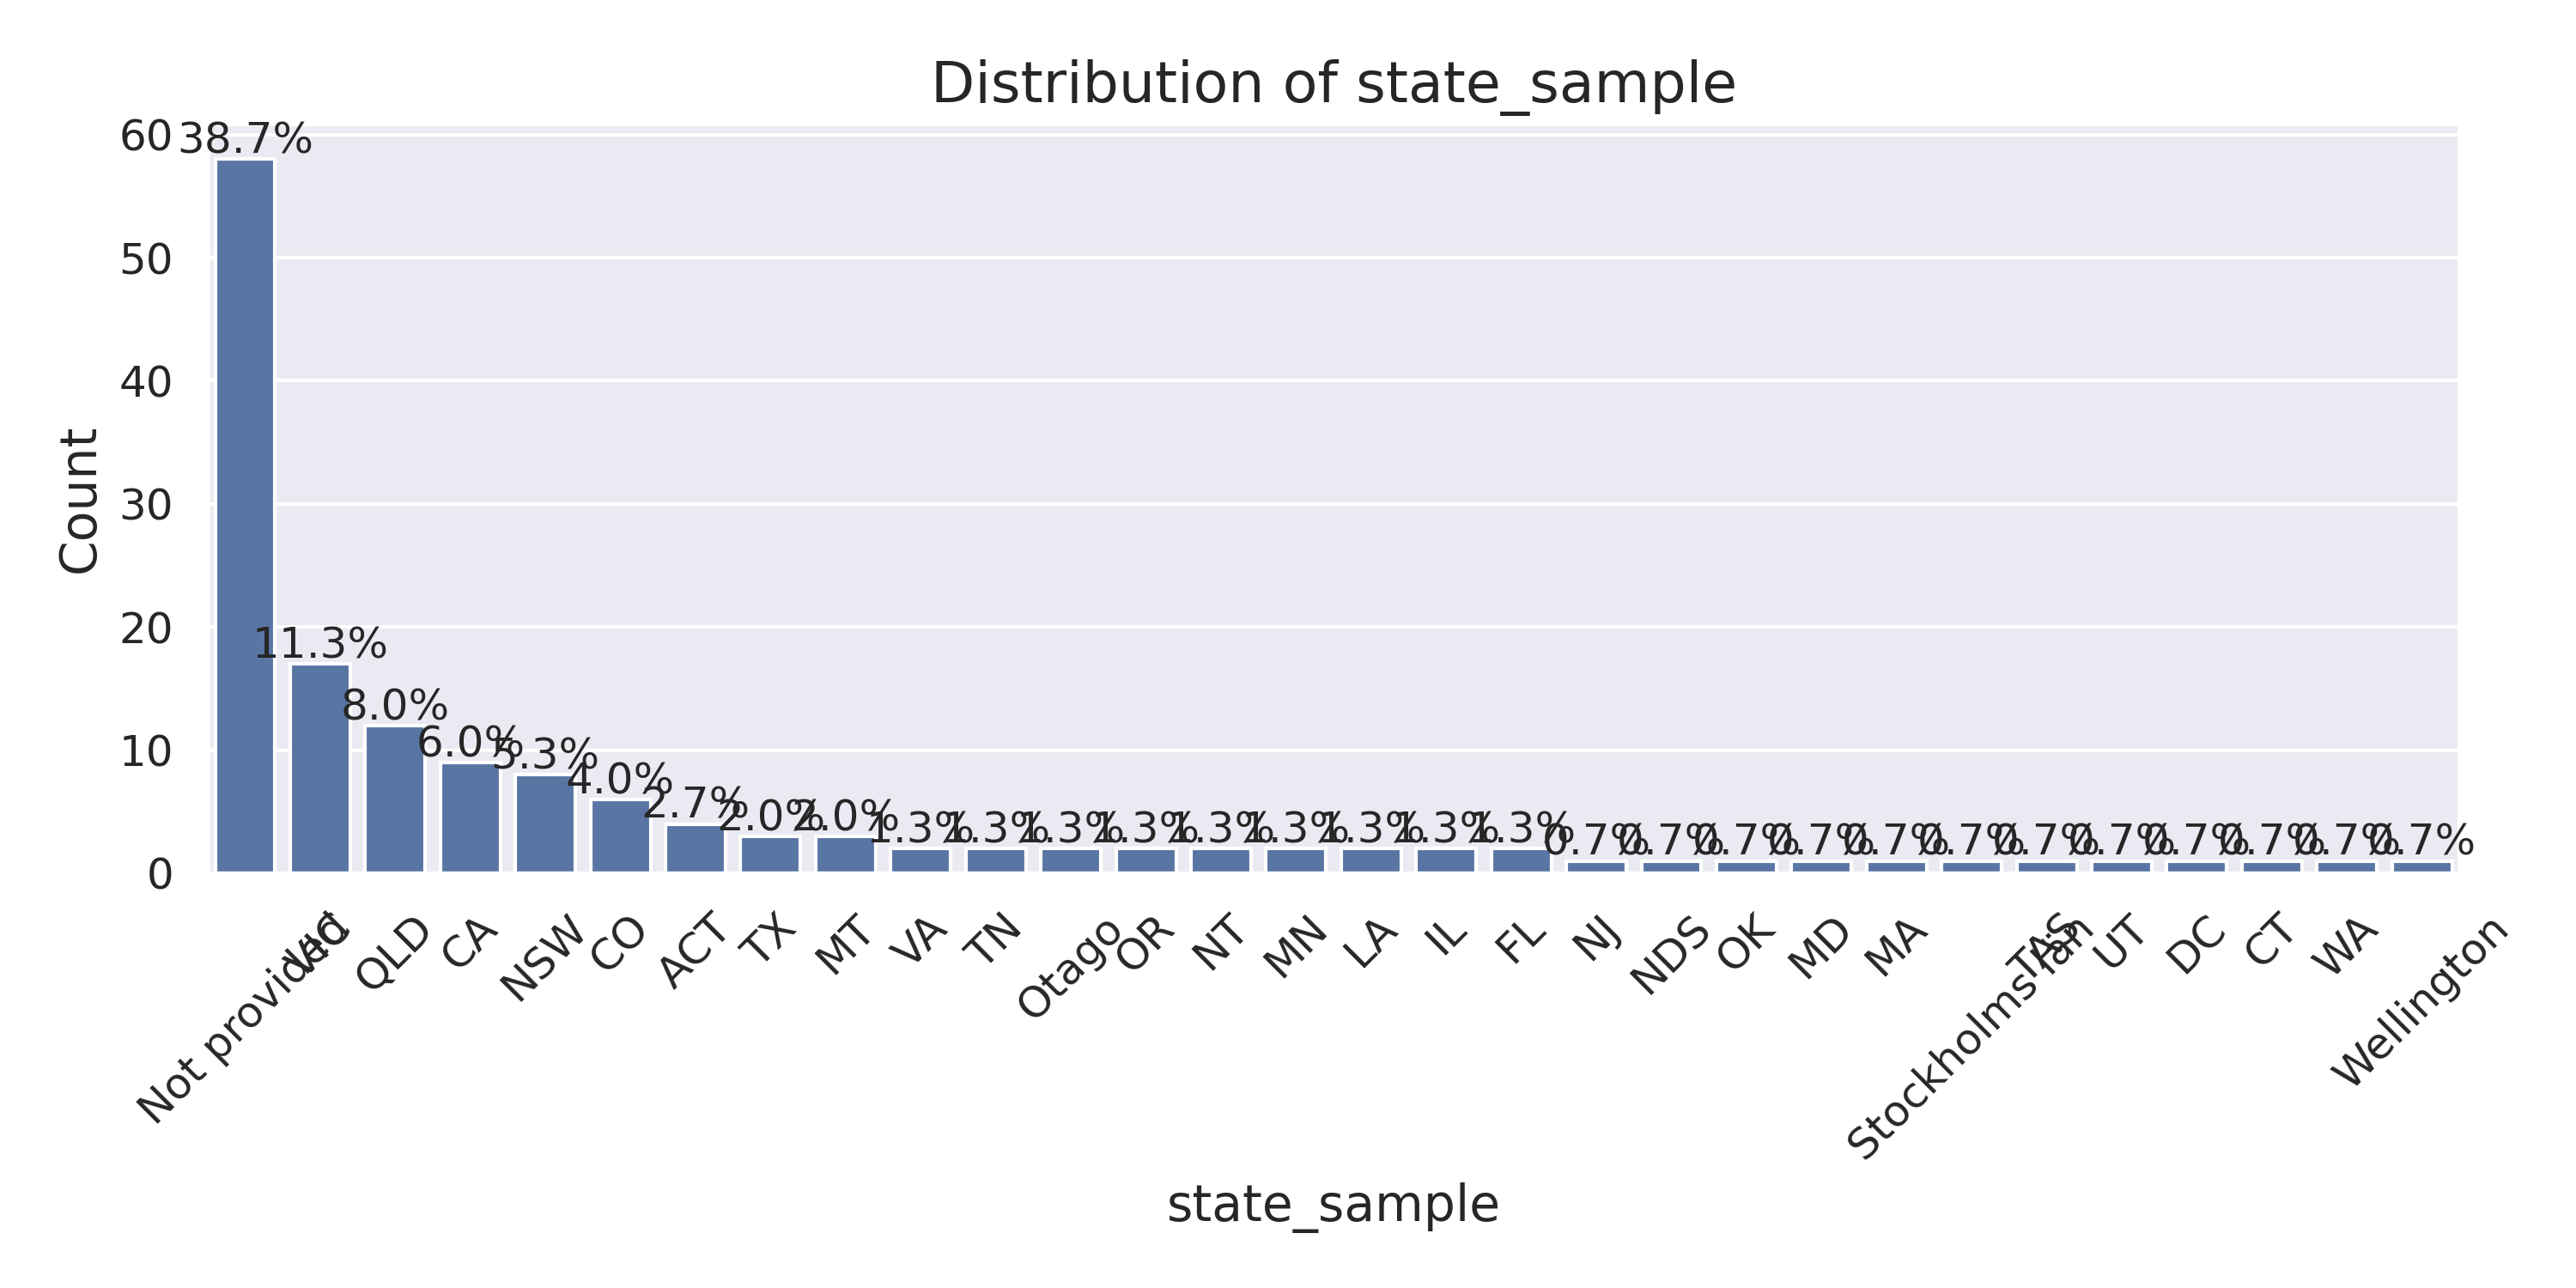 Distribution of state_sample
Count
60
50
40
30
20
10
0
38.7%
11.3%
8.0%
6.0%
5.3%
4.0%
2.7%
2.0%
2.0%
1.3%
1.3%
1.3%
1.3%
1.3%
1.3%
1.3%
1.3%
1.3%
0.7%
0.7%
0.7%
0.7%
0.7%
0.7%
0.7%
0.7%
0.7%
0.7%
0.7%
0.7%
Not provided
VIC
QLD
CA
NSW
CO
ACT
TX
MT
VA
TN
Otago
OR
NT
MN
LA
IL
FL
NJ
NDS
OK
MD
MA
Stockholms län
TAS
UT
DC
CT
WA
Wellington
state_sample